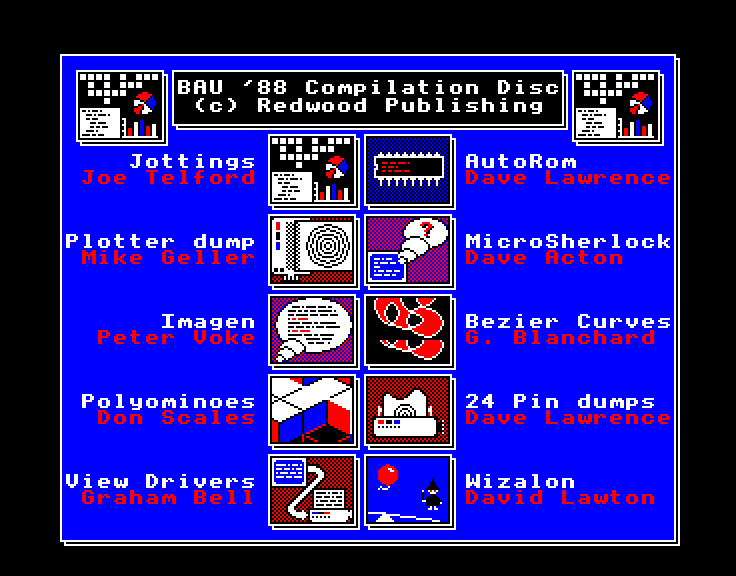 BAU ´88 Compilation Disc
(c) Redwood Publishing
Jottings
Joe Telford
AutoRom
Dave Lawrence
Plotter dump
Mike Geller
MicroSherlock
Dave Acton
?
Imagen
Peter Voke
Bezier Curves
G. Blanchard
Polyominoes
Don Scales
24 Pin dumps
Dave Lawrence
View Drivers
Graham Bell
Wizalon
David Lawton